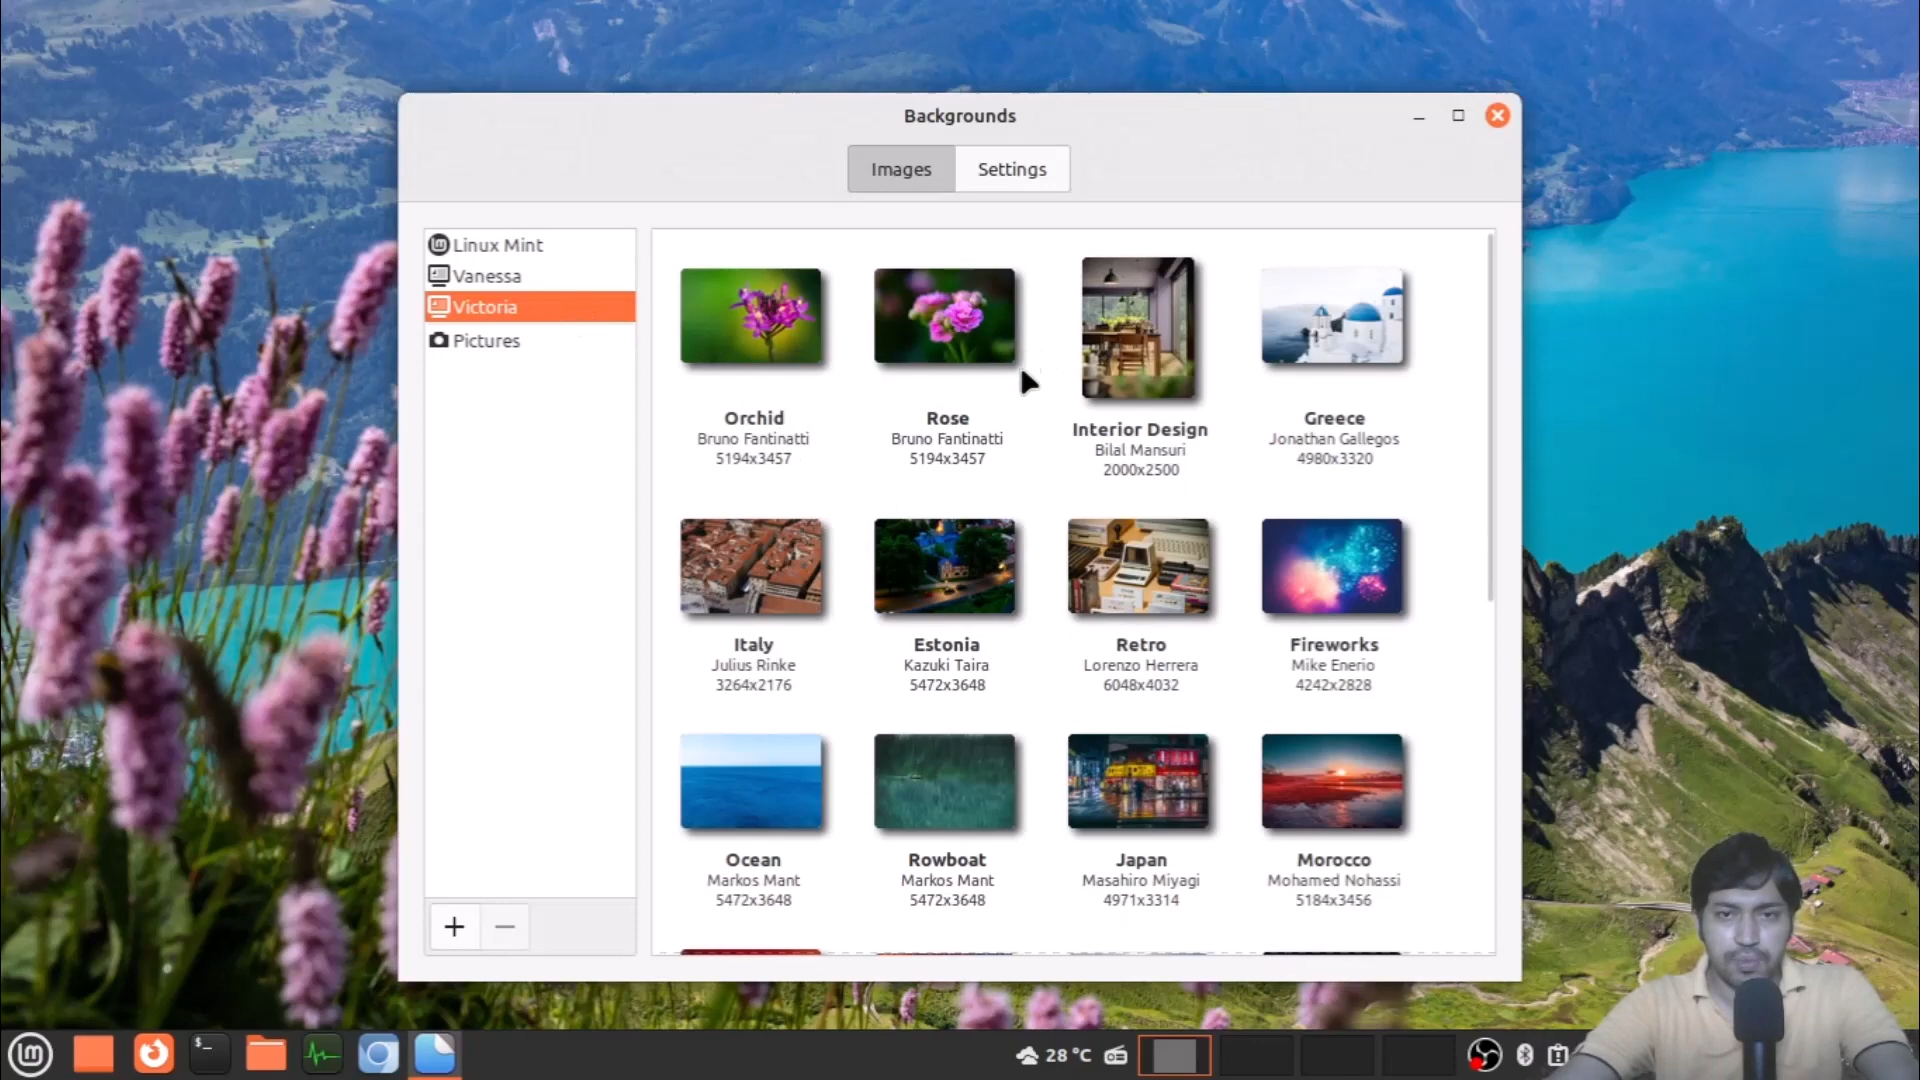 Backgrounds
Images
Settings
Linux Mint
Vanessa
Victoria
Pictures
Orchid
Bruno Fantinatti
5194x3457
Rose
Bruno Fantinatti
5194x3457
Interior Design
Bilal Mansuri
2000x2500
Greece
Jonathan Gallegos
4980x3320
Italy
Julius Rinke
3264x2176
Estonia
Kazuki Taira
5472x3648
Retro
Lorenzo Herrera
6048x4032
Fireworks
Mike Enerio
4242x2828
Ocean
Markos Mant
5472x3648
Rowboat
Markos Mant
5472x3648
Japan
Masahiro Miyagi
4971x3314
Morocco
Mohamed Nohassi
5184x3456
28 °C